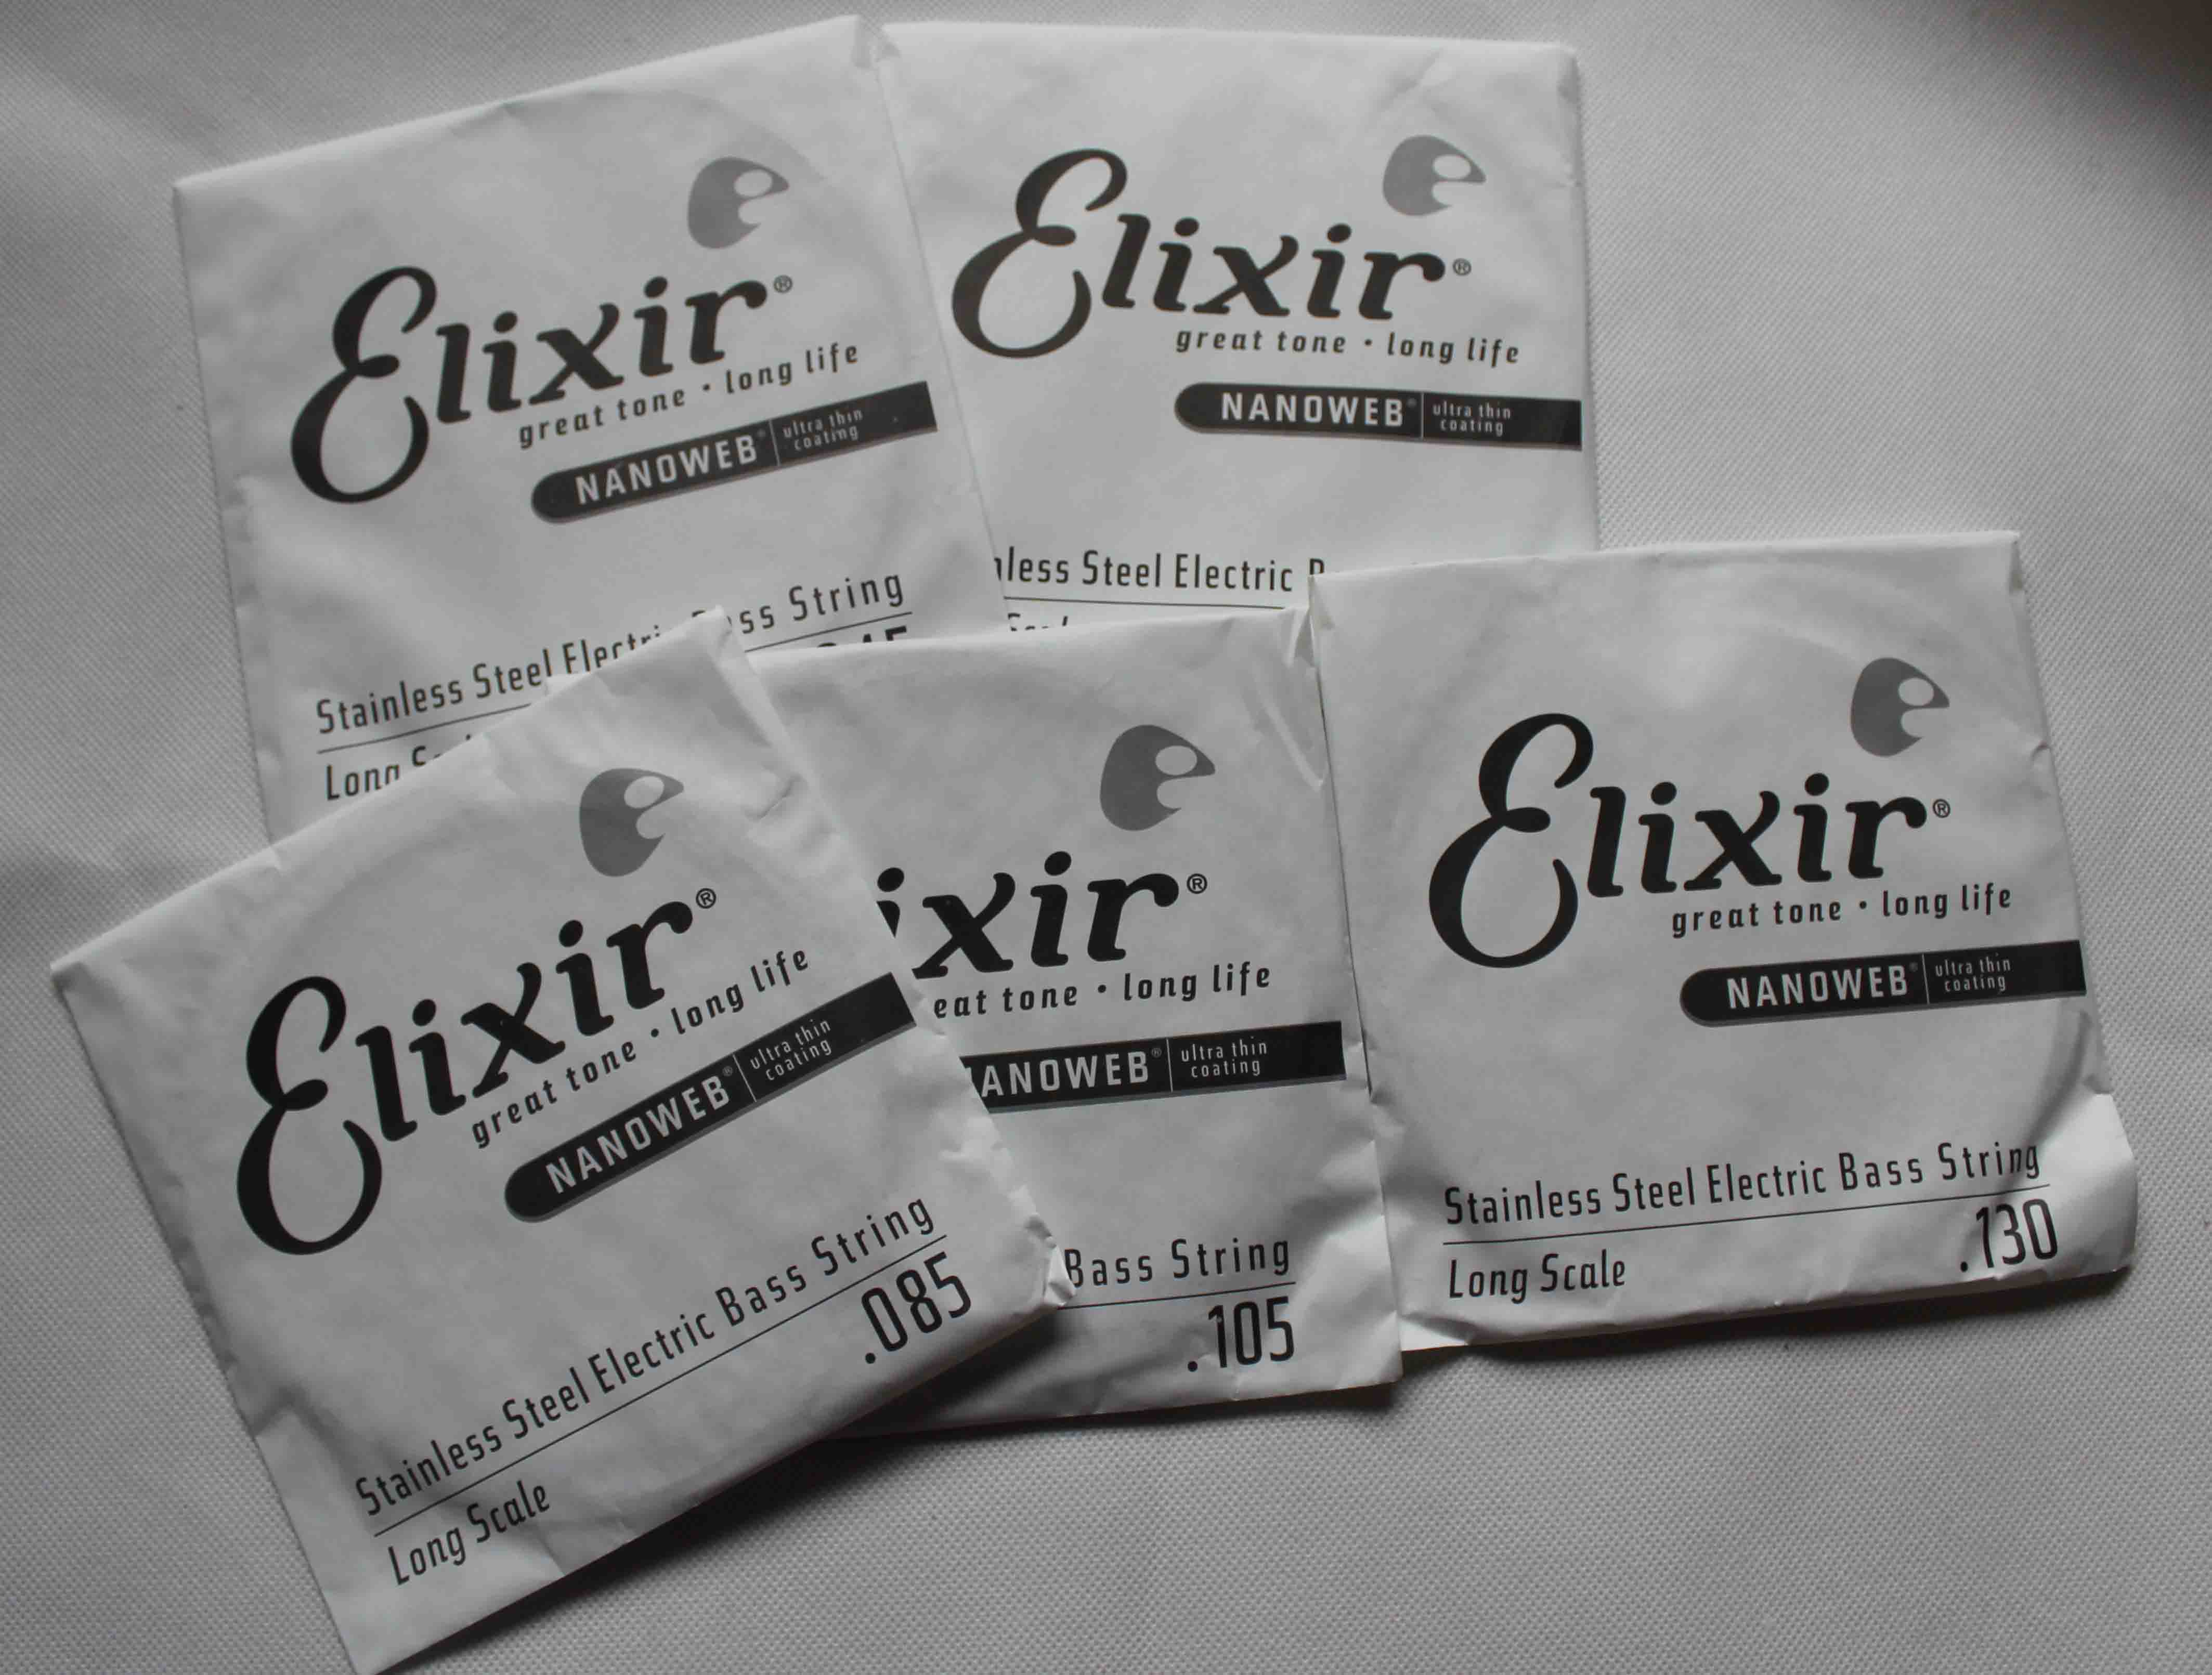 Elixir®
great tone • long life
NANOWEB® ultra thin
coating
Stainless Steel Electric Bass String
Long
Elixir®
great tone • long life
NANOWEB® ultra thin
coating
Steel Electric
Elixir®
great tone • long life
NANOWEB® ultra thin
coating
Stainless Steel Electric Bass String
.085
Long Scale
ixir®
eat tone • long life
ANOWEB® ultra thin
coating
Bass String
.105
Elixir®
great tone • long life
NANOWEB® ultra thin
coating
Stainless Steel Electric Bass String
Long Scale .130